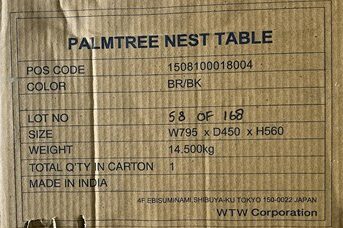 PALMTREE NEST TABLE
POS CODE 1508100018004
COLOR BR/BK
LOT NO 58 OF 168
SIZE W795 x D450 x H560
WEIGHT 14.500kg
TOTAL Q'TY IN CARTON 1
MADE IN INDIA
4F EBISUMINAMI, SHIBUYA-KU TOKYO 150-0022 JAPAN
WTW Corporation